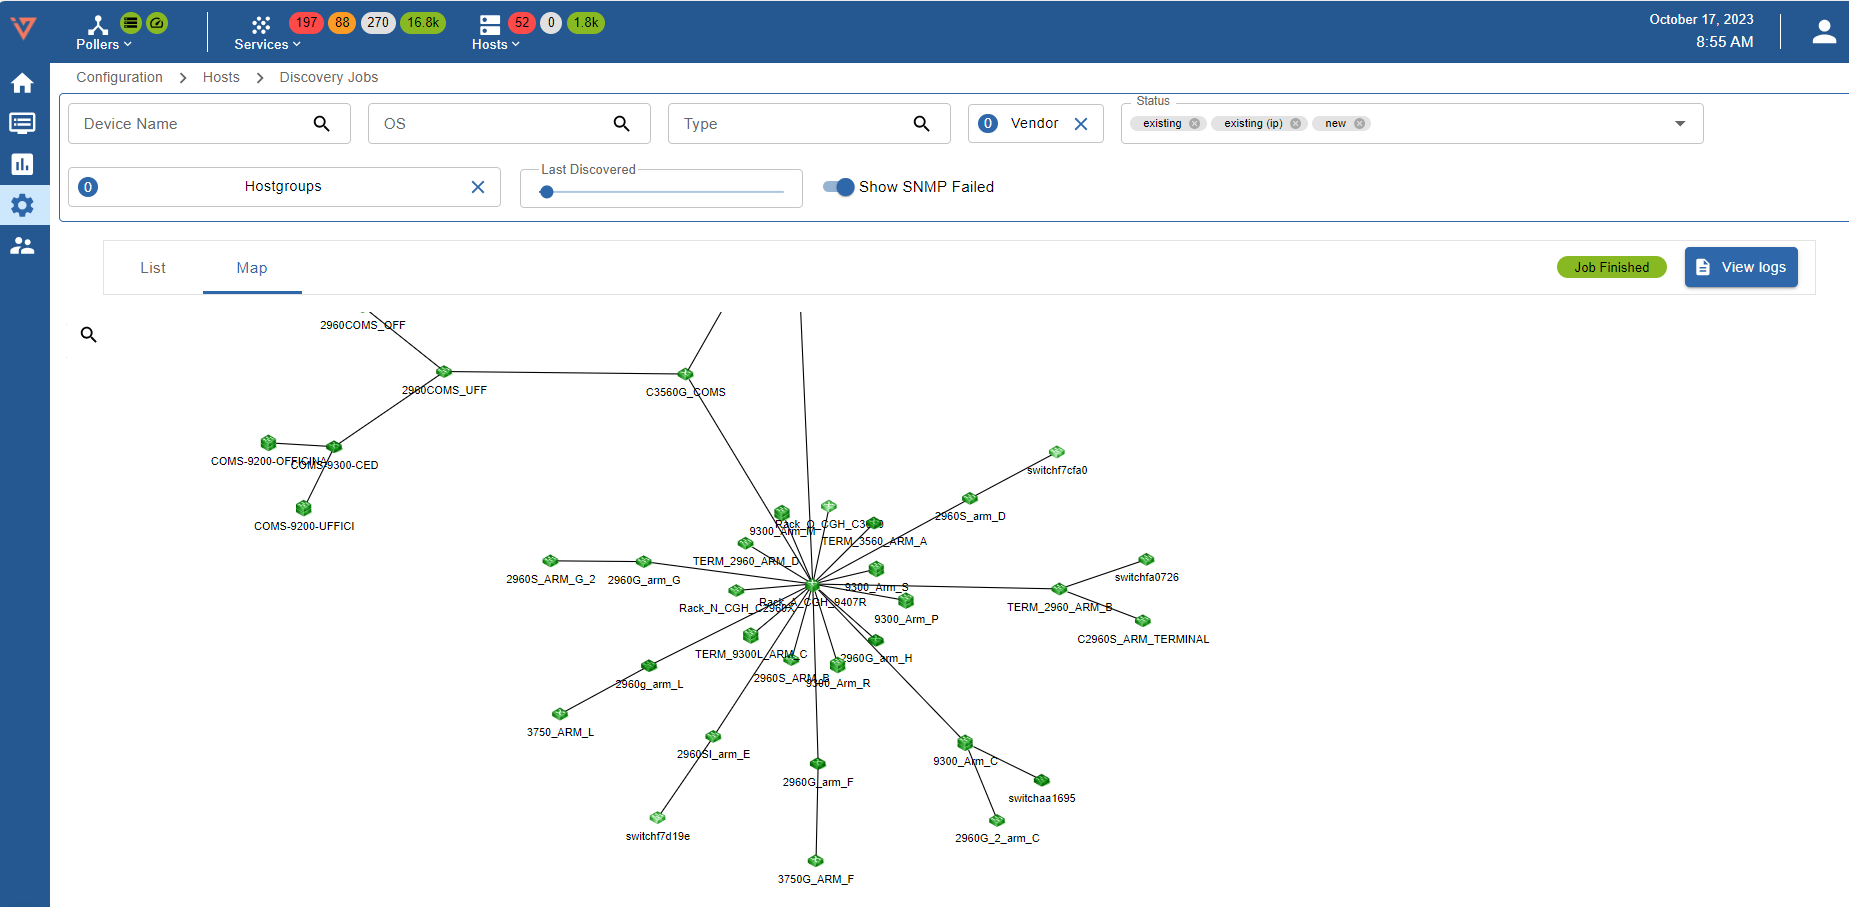 197 88 270 16.8k 52 0 1.8k
October 17, 2023
Pollers Services Hosts
8:55 AM
Configuration > Hosts > Discovery Jobs
Status
Device Name OS Type 0 Vendor existing existing (ip) new
Last Discovered
0 Hostgroups Show SNMP Failed
List Map Job Finished View logs
2960COMS_OFF
2960COMS_UFF
C3560G_COMS
COMS-9200-OFFICINA
COMS-9300-CED
switchf7cfa0
2960S_arm_D
COMS-9200-UFFICI
9300_Arm_M
TERM_3560_ARM_A
TERM_2960_ARM_D
2960S_ARM_G_2
2960G_arm_G
switchfa0726
9300_Arm_S
Rack_N_CGH_C2960X
Rack_A_CGH_9407R
TERM_2960_ARM_B
9300_Arm_P
C2960S_ARM_TERMINAL
TERM_9300L_ARM_C
2960G_arm_H
2960S_ARM_B
9300_Arm_R
2960g_arm_L
3750_ARM_L
2960SI_arm_E
9300_Arm_C
2960G_arm_F
switchaa1695
switchf7d19e
2960G_2_arm_C
3750G_ARM_F